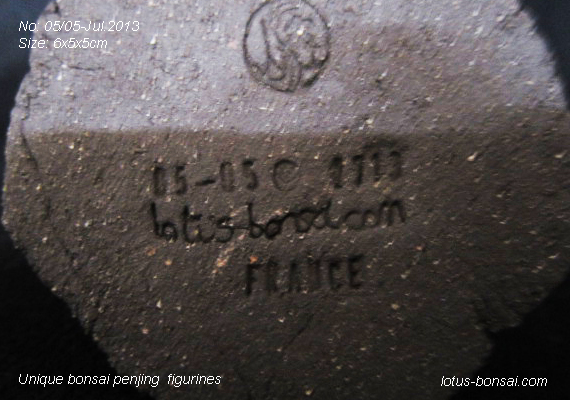 No: 05/05-Jul.2013
Size: 6x5x5cm
05-05 © 1713
lotus-bonsai.com
FRANCE
Unique bonsai penjing figurines
lotus-bonsai.com